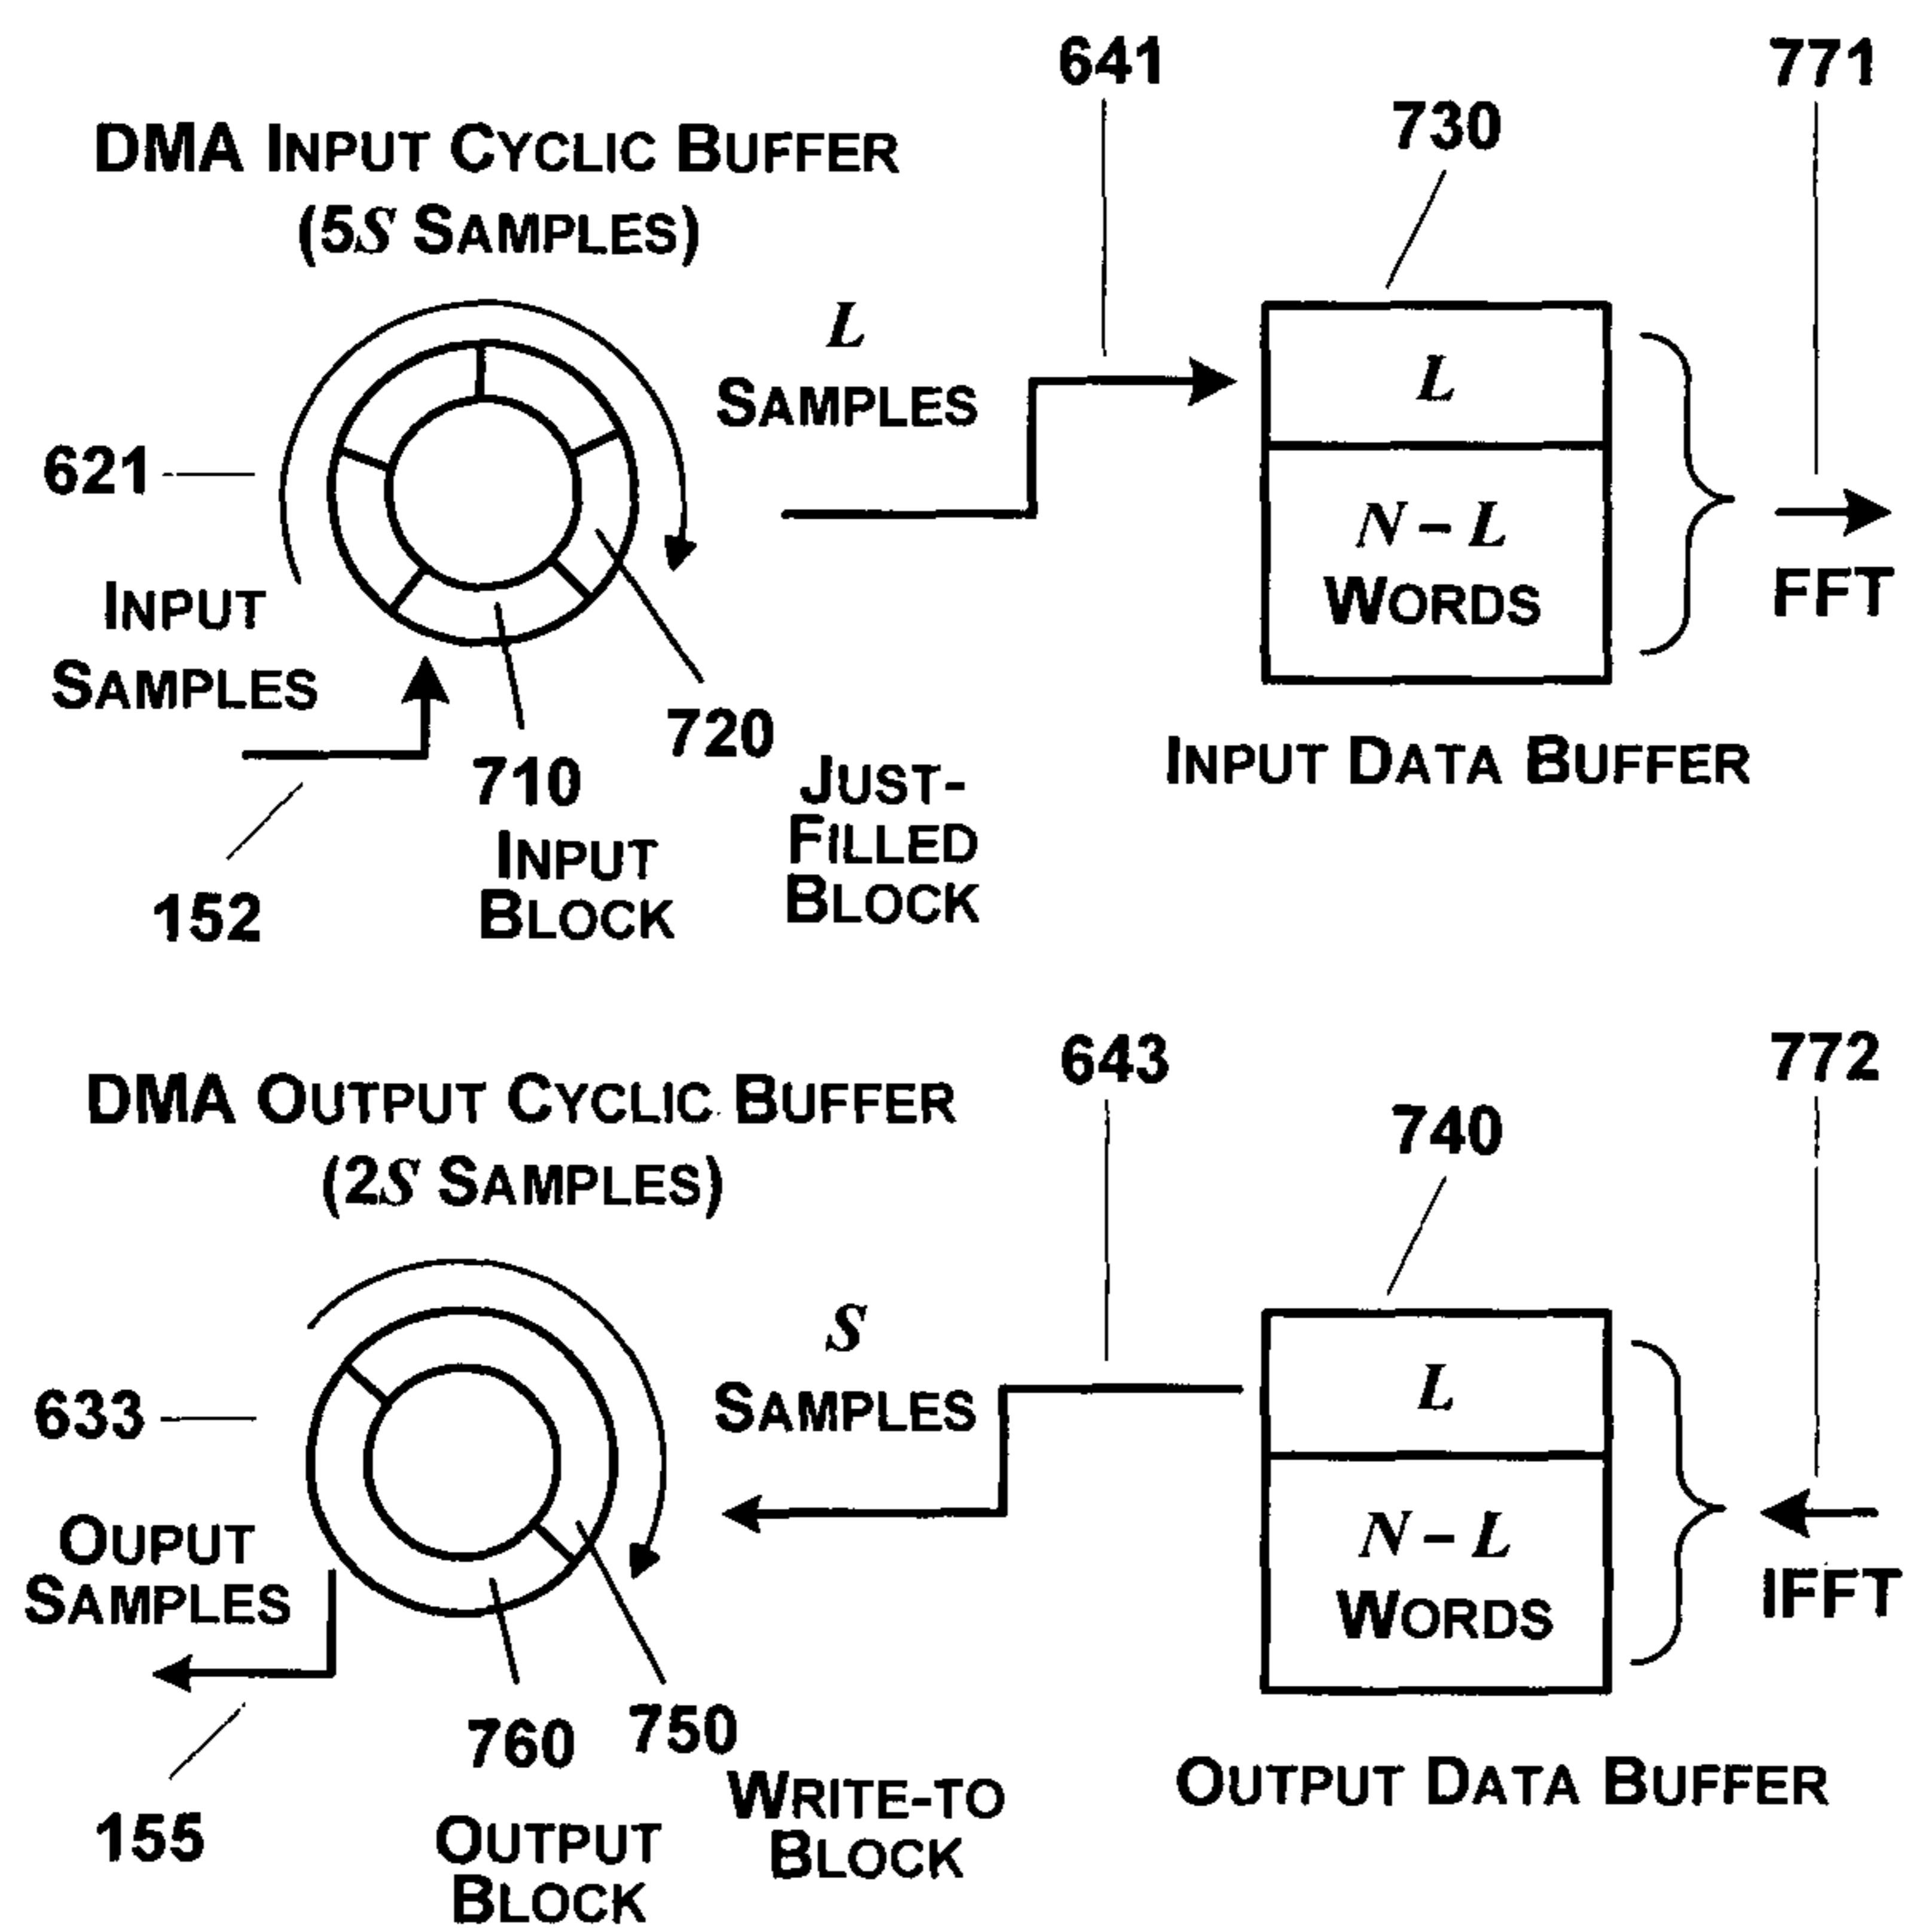 641
771
730
DMA INPUT CYCLIC BUFFER
(5S SAMPLES)
L
SAMPLES
L
N – L
WORDS
621
FFT
INPUT
SAMPLES
720
INPUT DATA BUFFER
710
JUST-
FILLED
BLOCK
INPUT
BLOCK
152
643
772
DMA OUTPUT CYCLIC BUFFER
740
(2S SAMPLES)
S
SAMPLES
L
633
N – L
WORDS
OUPUT
SAMPLES
IFFT
760
750
WRITE-TO
BLOCK
OUTPUT DATA BUFFER
155
OUTPUT
BLOCK